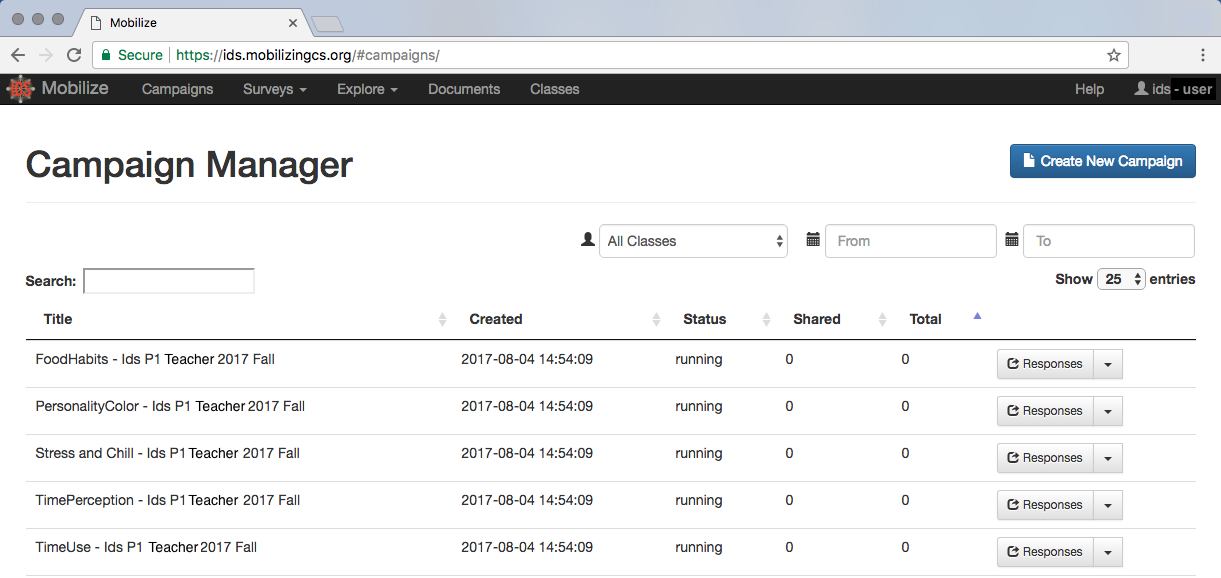 Mobilize
Secure https://ids.mobilizingcs.org/#campaigns/
IDS Mobilize Campaigns Surveys Explore Documents Classes Help ids - user
Campaign Manager Create New Campaign
All Classes From To
Search: Show 25 entries
Title Created Status Shared Total
FoodHabits - Ids P1 Teacher 2017 Fall 2017-08-04 14:54:09 running 0 0 Responses
PersonalityColor - Ids P1 Teacher 2017 Fall 2017-08-04 14:54:09 running 0 0 Responses
Stress and Chill - Ids P1 Teacher 2017 Fall 2017-08-04 14:54:09 running 0 0 Responses
TimePerception - Ids P1 Teacher 2017 Fall 2017-08-04 14:54:09 running 0 0 Responses
TimeUse - Ids P1 Teacher 2017 Fall 2017-08-04 14:54:09 running 0 0 Responses